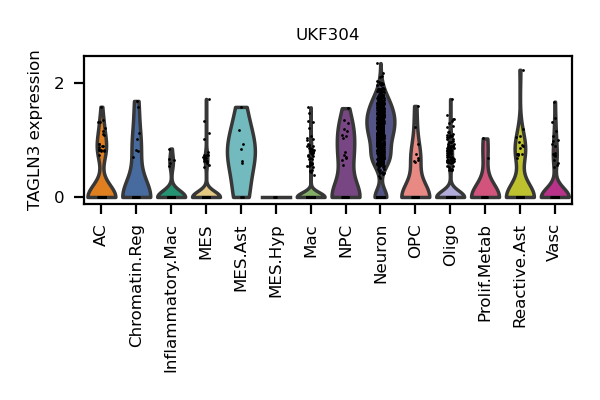 UKF304
TAGLN3 expression
2
0
AC
Chromatin.Reg
Inflammatory.Mac
MES
MES.Ast
MES.Hyp
Mac
NPC
Neuron
OPC
Oligo
Prolif.Metab
Reactive.Ast
Vasc